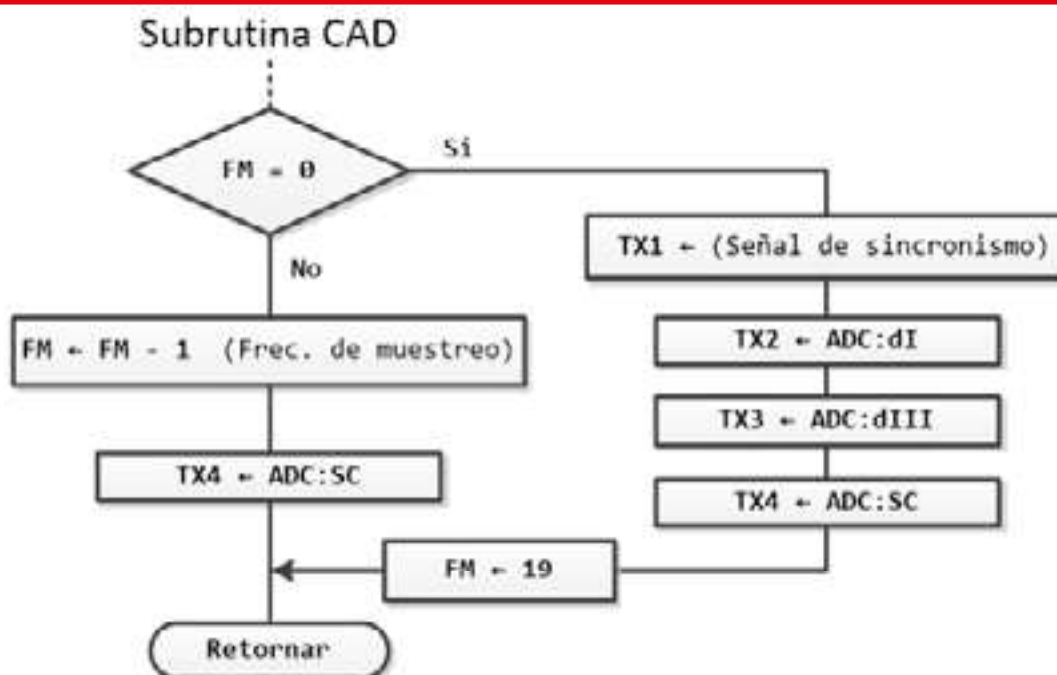 Subrutina CAD
FM = 0
Sí
No
TX1 ← (Señal de sincronismo)
FM ← FM - 1 (Frec. de muestreo)
TX2 ← ADC:dI
TX3 ← ADC:dIII
TX4 ← ADC:SC
TX4 ← ADC:SC
FM ← 19
Retornar